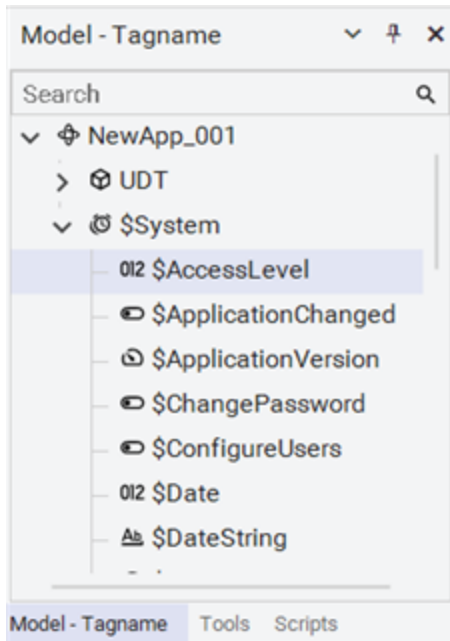 Model - Tagname
Search
NewApp_001
UDT
$System
012 $AccessLevel
$ApplicationChanged
$ApplicationVersion
$ChangePassword
$ConfigureUsers
012 $Date
Ab $DateString
Model - Tagname Tools Scripts